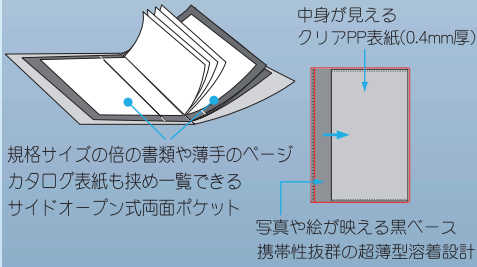 中身が見える
クリアPP表紙(0.4mm厚)
規格サイズの倍の書類や薄手のページ
カタログ表紙も挟め一覧できる
サイドオープン式両面ポケット
写真や絵が映える黒ベース
携帯性抜群の超薄型溶着設計